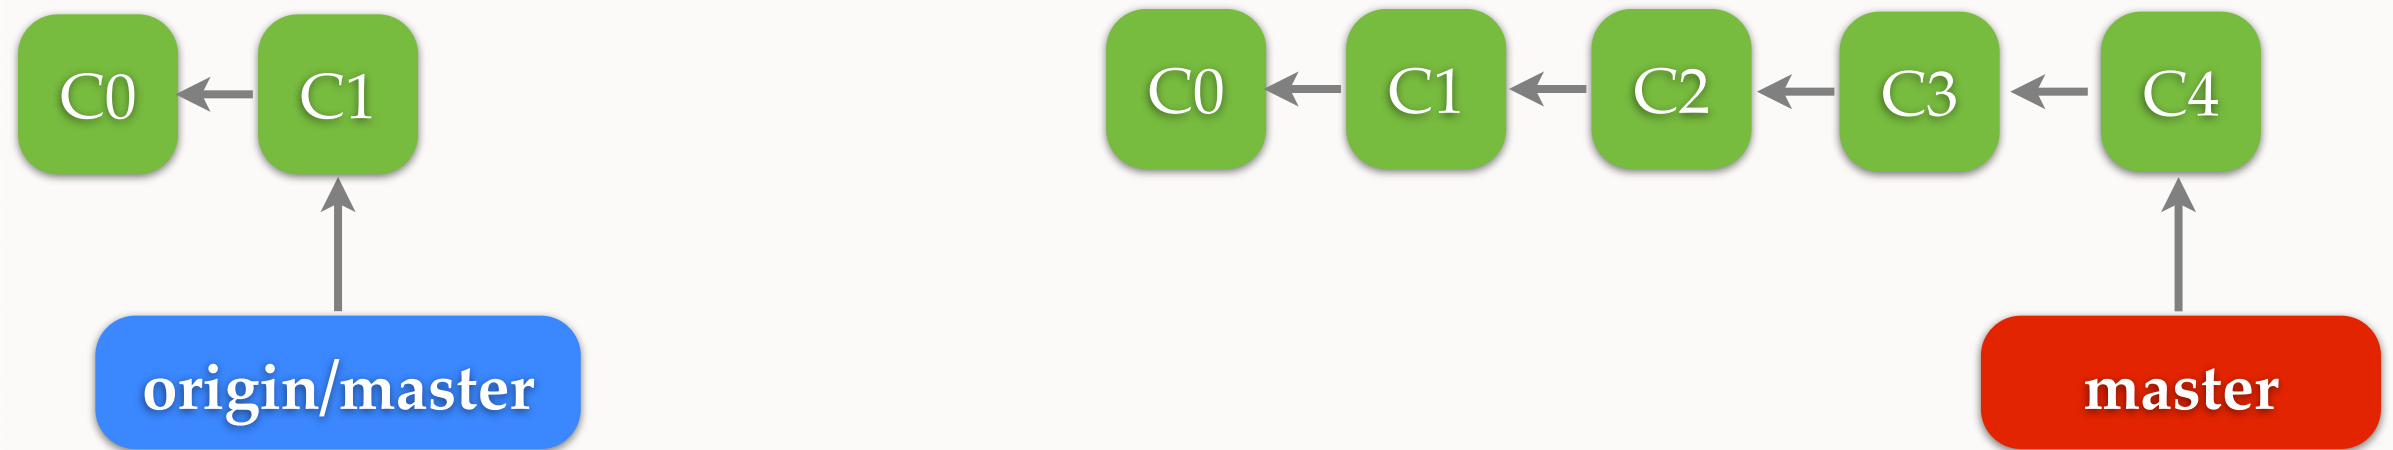 C0 C1 C0 C1 C2 C3 C4
origin/master master